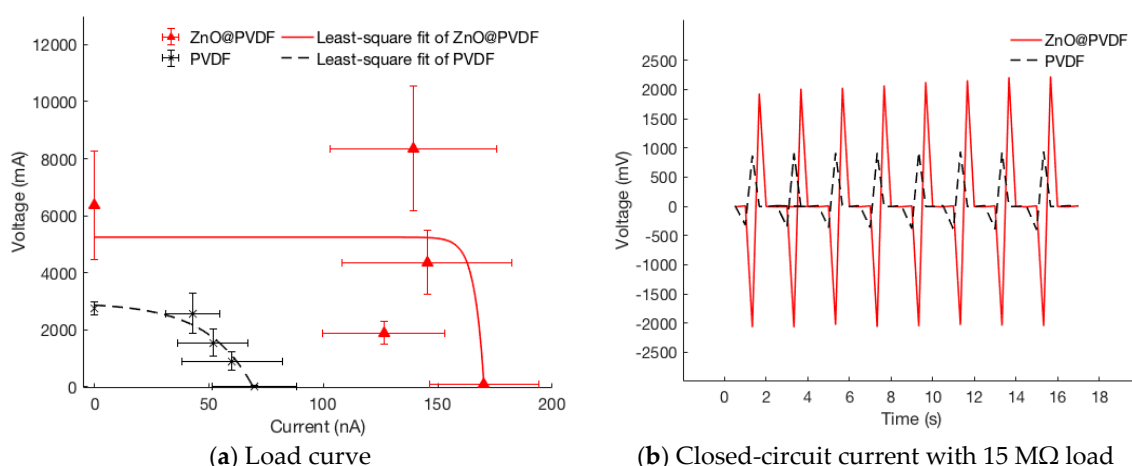 12000
10000
8000
6000
4000
2000
0
Voltage (mA)
ZnO@PVDF
PVDF
Least-square fit of ZnO@PVDF
Least-square fit of PVDF
0 50 100 150 200
Current (nA)
(a) Load curve
2500
2000
1500
1000
500
0
-500
-1000
-1500
-2000
-2500
Voltage (mV)
ZnO@PVDF
PVDF
0 2 4 6 8 10 12 14 16 18
Time (s)
(b) Closed-circuit current with 15 MΩ load